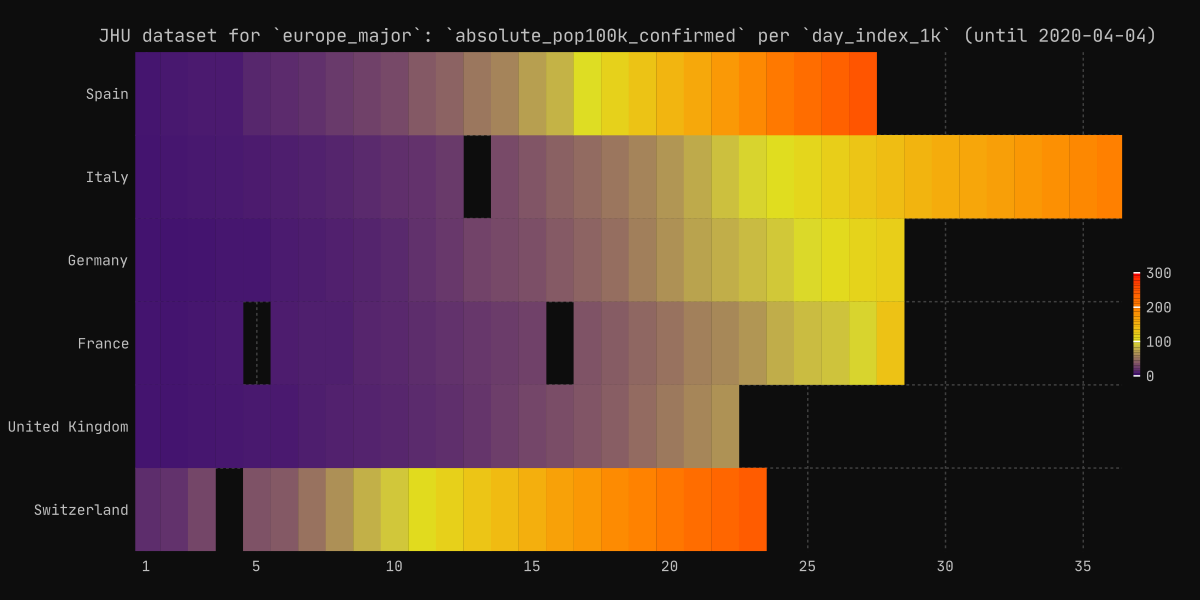 JHU dataset for `europe_major`: `absolute_pop100k_confirmed` per `day_index_1k` (until 2020-04-04)
Spain
Italy
Germany
France
United Kingdom
Switzerland
300
200
100
0
1 5 10 15 20 25 30 35